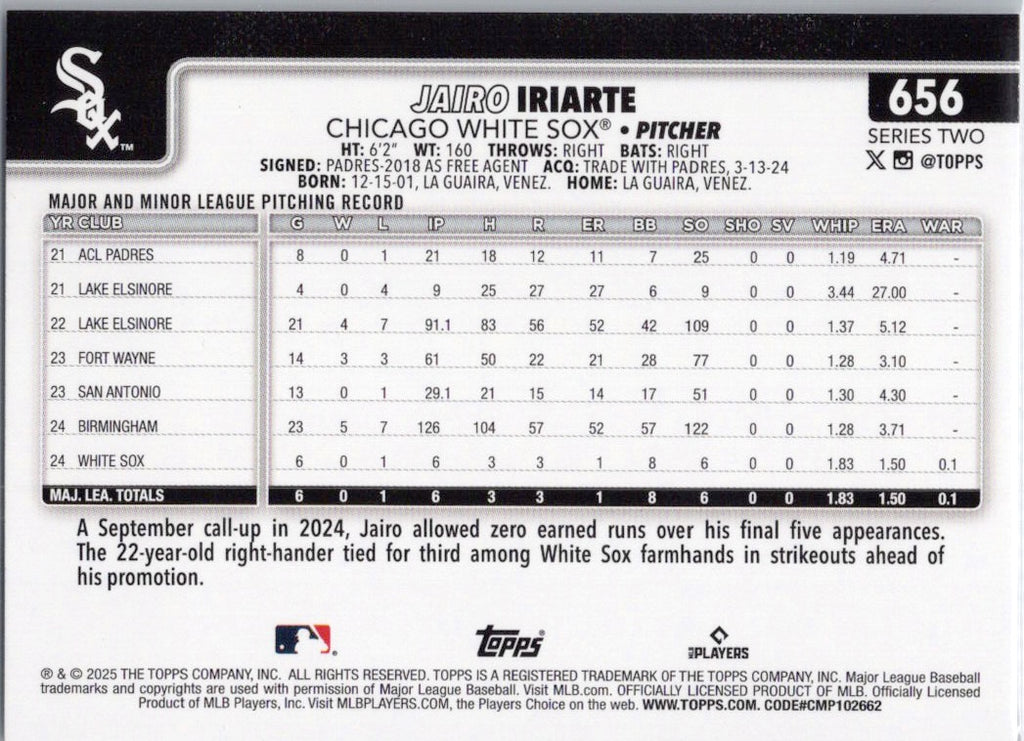 Sox™
JAIRO IRIARTE
656
CHICAGO WHITE SOX® • PITCHER
SERIES TWO
HT: 6'2" WT: 160 THROWS: RIGHT BATS: RIGHT
@TOPPS
SIGNED: PADRES-2018 AS FREE AGENT ACQ: TRADE WITH PADRES, 3-13-24
BORN: 12-15-01, LA GUAIRA, VENEZ. HOME: LA GUAIRA, VENEZ.
MAJOR AND MINOR LEAGUE PITCHING RECORD
YR CLUB G W L IP H R ER BB SO SHO SV WHIP ERA WAR
21 ACL PADRES 8 0 1 21 18 12 11 7 25 0 0 1.19 4.71 -
21 LAKE ELSINORE 4 0 4 9 25 27 27 6 9 0 0 3.44 27.00 -
22 LAKE ELSINORE 21 4 7 91.1 83 56 52 42 109 0 0 1.37 5.12 -
23 FORT WAYNE 14 3 3 61 50 22 21 28 77 0 0 1.28 3.10 -
23 SAN ANTONIO 13 0 1 29.1 21 15 14 17 51 0 0 1.30 4.30 -
24 BIRMINGHAM 23 5 7 126 104 57 52 57 122 0 0 1.28 3.71 -
24 WHITE SOX 6 0 1 6 3 3 1 8 6 0 0 1.83 1.50 0.1
MAJ. LEA. TOTALS 6 0 1 6 3 3 1 8 6 0 0 1.83 1.50 0.1
A September call-up in 2024, Jairo allowed zero earned runs over his final five appearances.
The 22-year-old right-hander tied for third among White Sox farmhands in strikeouts ahead of
his promotion.
Topps® MLB PLAYERS
® & © 2025 THE TOPPS COMPANY, INC. ALL RIGHTS RESERVED. TOPPS IS A REGISTERED TRADEMARK OF THE TOPPS COMPANY, INC. Major League Baseball
trademarks and copyrights are used with permission of Major League Baseball. Visit MLB.com. OFFICIALLY LICENSED PRODUCT OF MLB. Officially Licensed
Product of MLB Players, Inc. Visit MLBPLAYERS.COM, the Players Choice on the web. WWW.TOPPS.COM. CODE#CMP102662